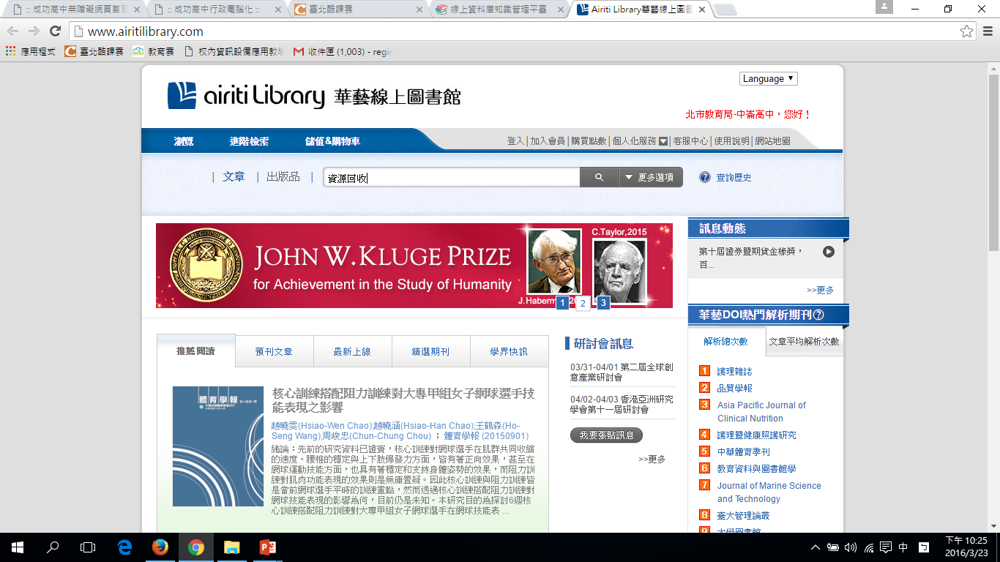 :: 成功高中無障礙網頁首頁
:: 成功高中行政電腦化 ::
臺北酷課雲
線上資料庫知識管理平臺
Airiti Library華藝線上圖書
www.airitilibrary.com
應用程式
臺北酷課雲
教育雲
校內資訊設備應用教學
收件匣 (1,003) - regin
Language
airiti Library 華藝線上圖書館
北市教育局-中崙高中，您好！
瀏覽 進階檢索 儲值&購物車
登入|加入會員|購買點數|個人化服務|客服中心|使用說明|網站地圖
| 文章 | 出版品 |
資源回收
更多選項
查詢歷史
JOHN W. KLUGE PRIZE
for Achievement in the Study of Humanity
C.Taylor,2015
1 2 3
訊息動態
第十屆證券暨期貨金椽獎，
百...
>>更多
華藝DOI熱門解析期刊
解析總次數
文章平均解析次數
1 護理雜誌
2 品質學報
3 Asia Pacific Journal of
Clinical Nutrition
4 護理暨健康照護研究
5 中華體育季刊
6 教育資料與圖書館學
7 Journal of Marine Science
and Technology
8 臺大管理論叢
推薦閱讀
預刊文章
最新上線
精選期刊
學界快訊
體育學報
核心訓練搭配阻力訓練對大專甲組女子網球選手技
能表現之影響
趙曉雯(Hsiao-Wen Chao);趙曉涵(Hsiao-Han Chao);王鶴森(Ho-
Seng Wang);周峻忠(Chun-Chung Chou) ； 體育學報 (20150901)
緒論：先前的研究資料已證實，核心訓練對網球選手在肌群共同收縮
的速度、腰椎的穩定與上下肢爆發力方面，皆有著正向效果，甚至在
網球運動技能方面，也具有著穩定和支持身體姿勢的效果，而阻力訓
練對肌肉功能表現的效果則是無庸置疑。因此核心訓練與阻力訓練皆
是當前網球選手平時的訓練重點，然而透過核心訓練搭配阻力訓練對
網球技能表現的影響為何，目前仍是未知。本研究目的為探討6週核
心訓練搭配阻力訓練對大專甲組女子網球選手在網球技能表 ...
研討會訊息
03/31-04/01 第二屆全球創
意產業研討會
04/02-04/03 香港亞洲研究
學會第十一屆研討會
我要張貼訊息
>>更多
中
下午 10:25
2016/3/23